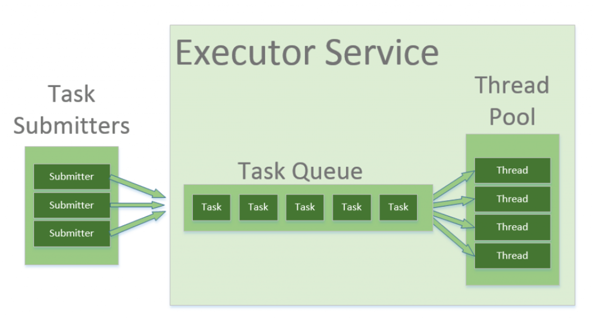 Executor Service
Task
Submitters
Submitter
Submitter
Submitter
Task Queue
Task Task Task Task Task
Thread
Pool
Thread
Thread
Thread
Thread